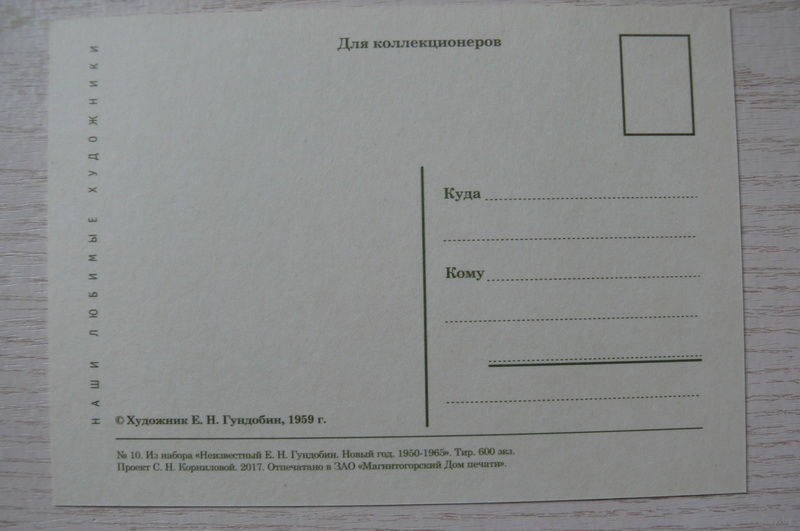 Для коллекционеров
НАШИ ЛЮБИМЫЕ ХУДОЖНИКИ
Куда
Кому
© Художник Е. Н. Гундобин, 1959 г.
№ 10. Из набора «Неизвестный Е. Н. Гундобин. Новый год. 1950-1965». Тир. 600 экз.
Проект С. Н. Корниловой. 2017. Отпечатано в ЗАО «Магнитогорский Дом печати».